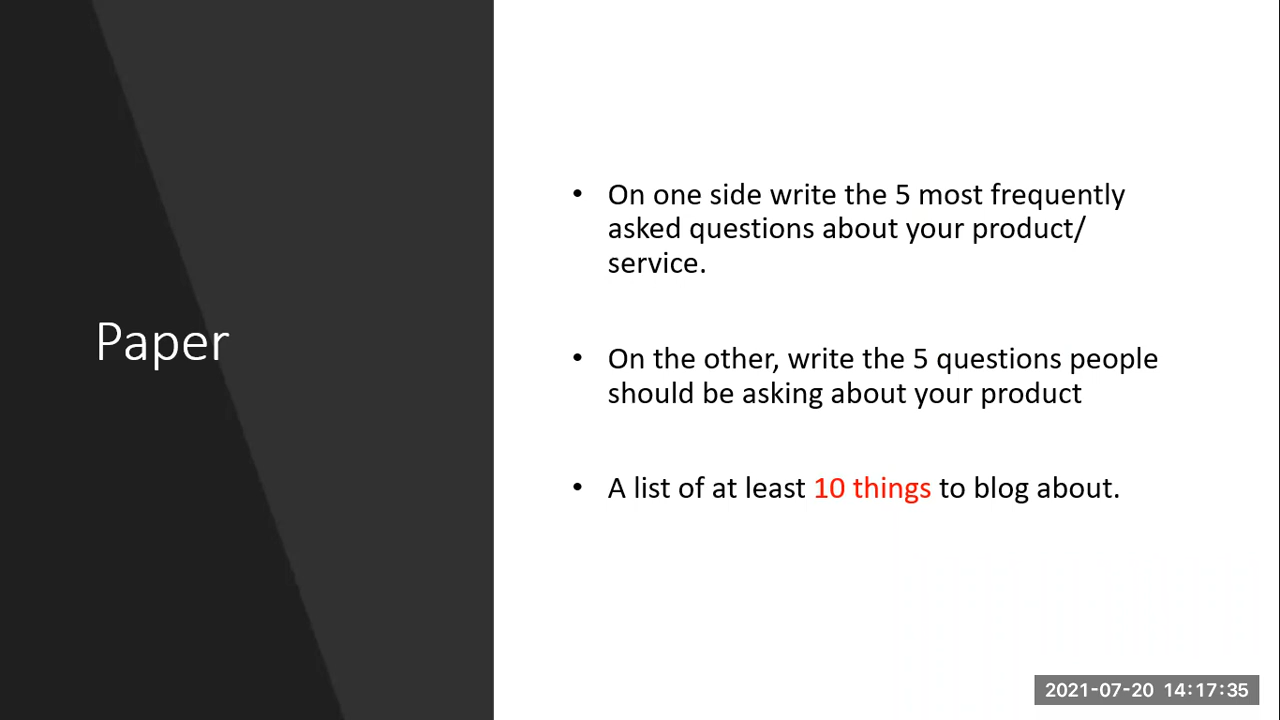 Paper
• On one side write the 5 most frequently
asked questions about your product/
service.
• On the other, write the 5 questions people
should be asking about your product
• A list of at least 10 things to blog about.
2021-07-20 14:17:35